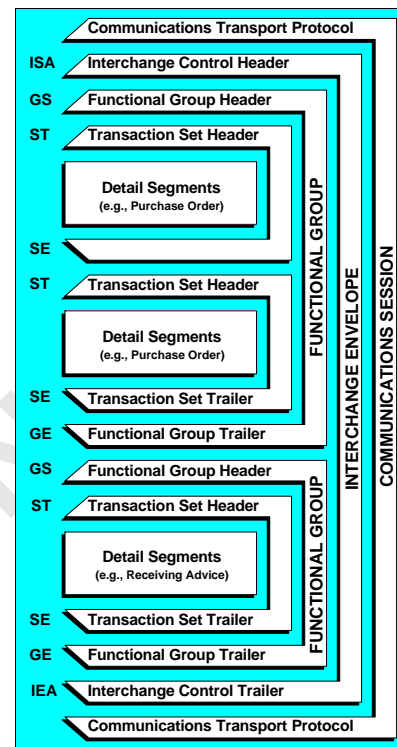 Communications Transport Protocol
ISA Interchange Control Header
GS Functional Group Header
ST Transaction Set Header
Detail Segments
(e.g., Purchase Order)
SE
ST Transaction Set Header
Detail Segments
(e.g., Purchase Order)
SE Transaction Set Trailer
GE Functional Group Trailer
FUNCTIONAL GROUP
GS Functional Group Header
ST Transaction Set Header
Detail Segments
(e.g., Receiving Advice)
SE Transaction Set Trailer
GE Functional Group Trailer
FUNCTIONAL GROUP
IEA Interchange Control Trailer
INTERCHANGE ENVELOPE
Communications Transport Protocol
COMMUNICATIONS SESSION